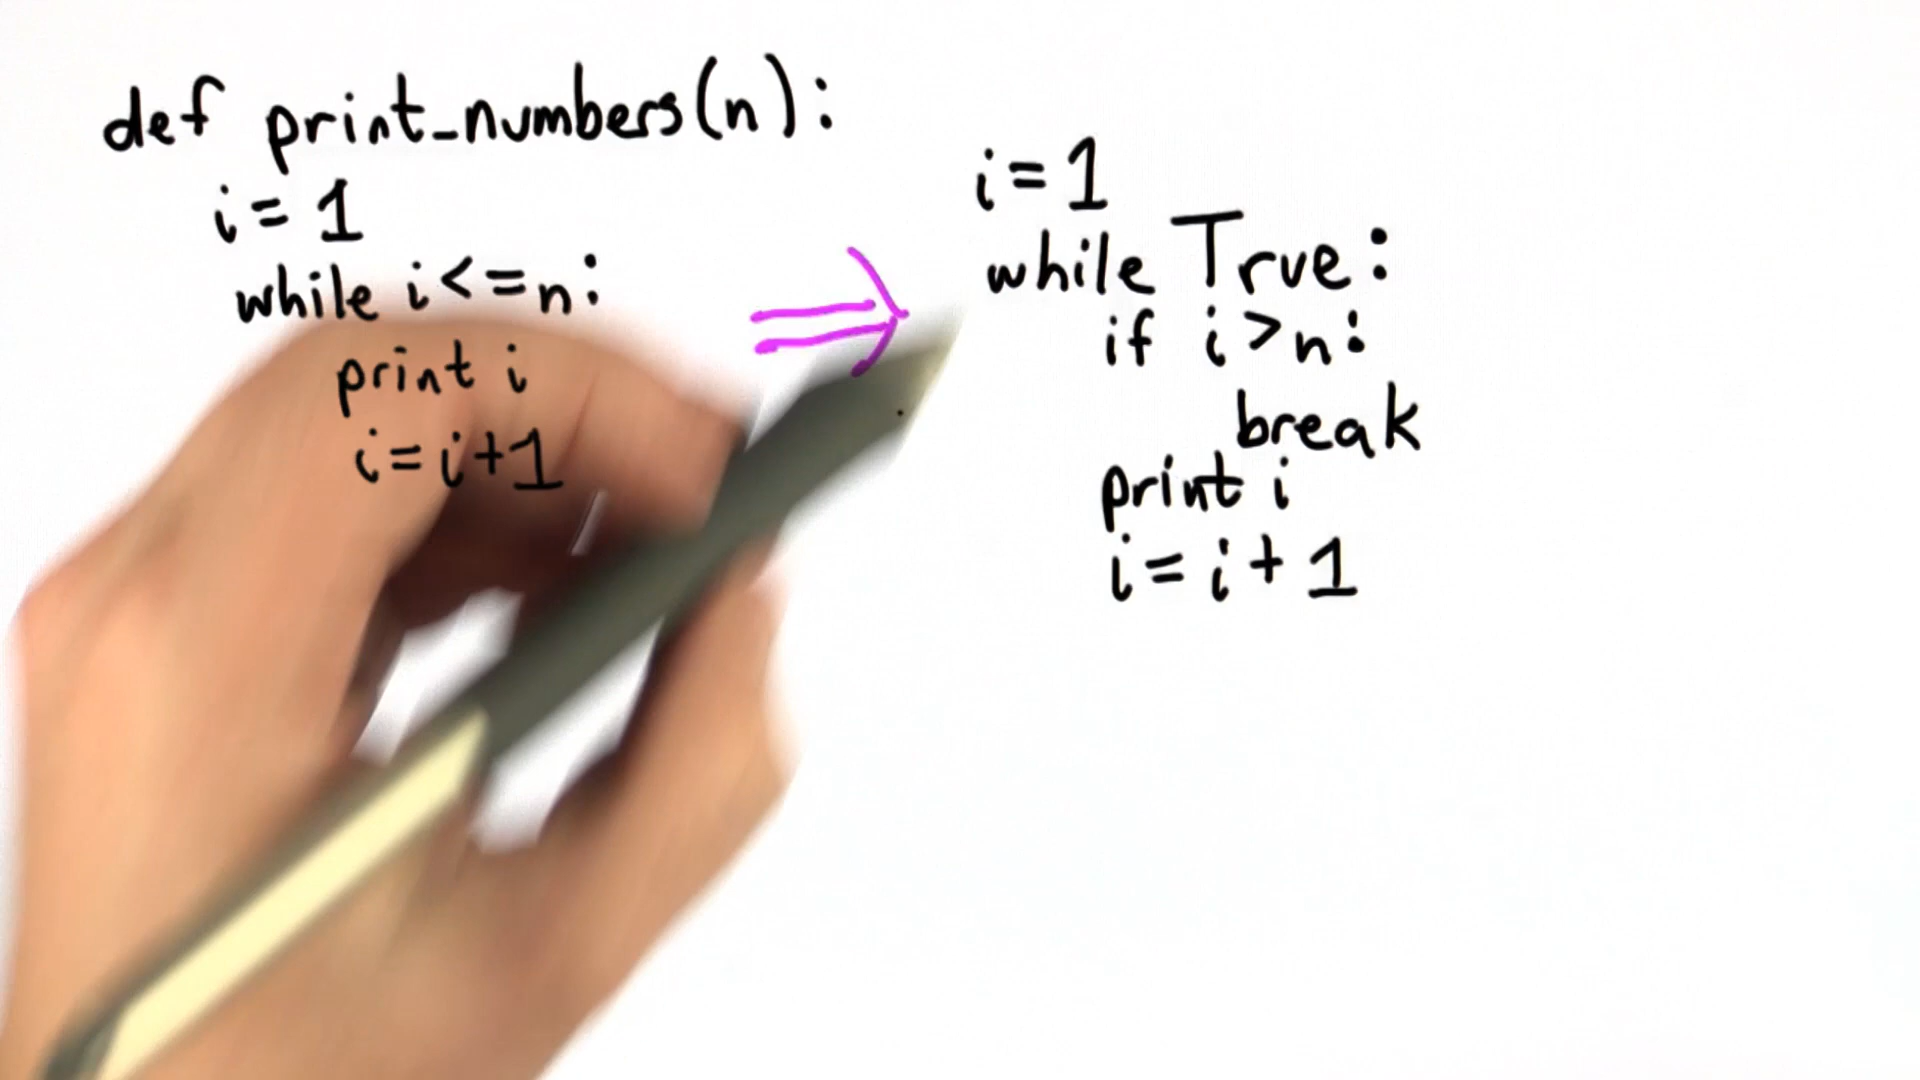 def print_numbers(n):
i = 1
while i <= n:
print i
i = i + 1
i = 1
while True:
if i > n:
break
print i
i = i + 1